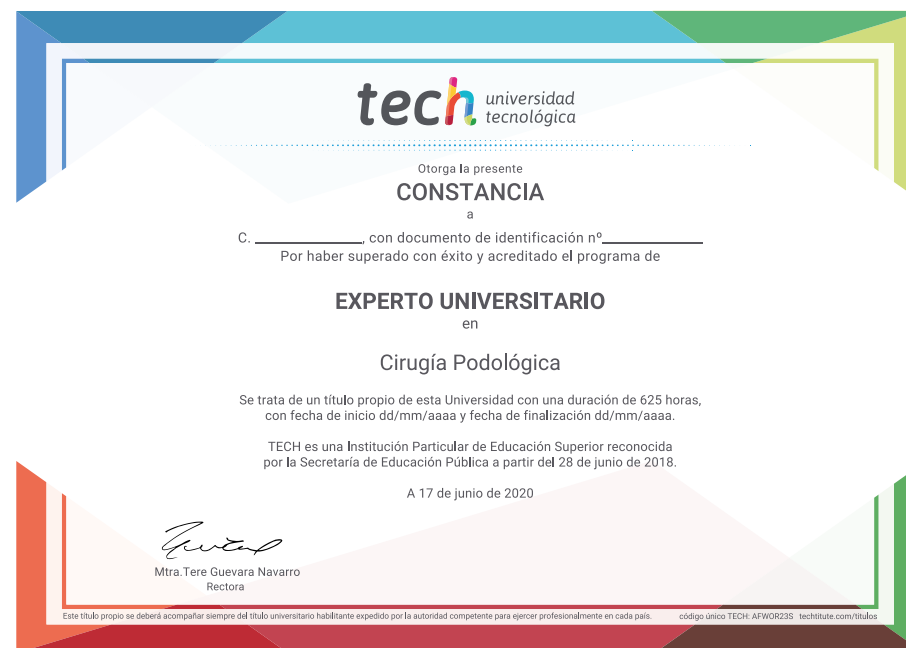 tech universidad
tecnológica
Otorga la presente
CONSTANCIA
a
C. ______________, con documento de identificación nº_____________
Por haber superado con éxito y acreditado el programa de
EXPERTO UNIVERSITARIO
en
Cirugía Podológica
Se trata de un título propio de esta Universidad con una duración de 625 horas,
con fecha de inicio dd/mm/aaaa y fecha de finalización dd/mm/aaaa.
TECH es una Institución Particular de Educación Superior reconocida
por la Secretaría de Educación Pública a partir del 28 de junio de 2018.
A 17 de junio de 2020
Mtra.Tere Guevara Navarro
Rectora
Este título propio se deberá acompañar siempre del título universitario habilitante expedido por la autoridad competente para ejercer profesionalmente en cada país. código único TECH: AFWOR23S techtitute.com/titulos